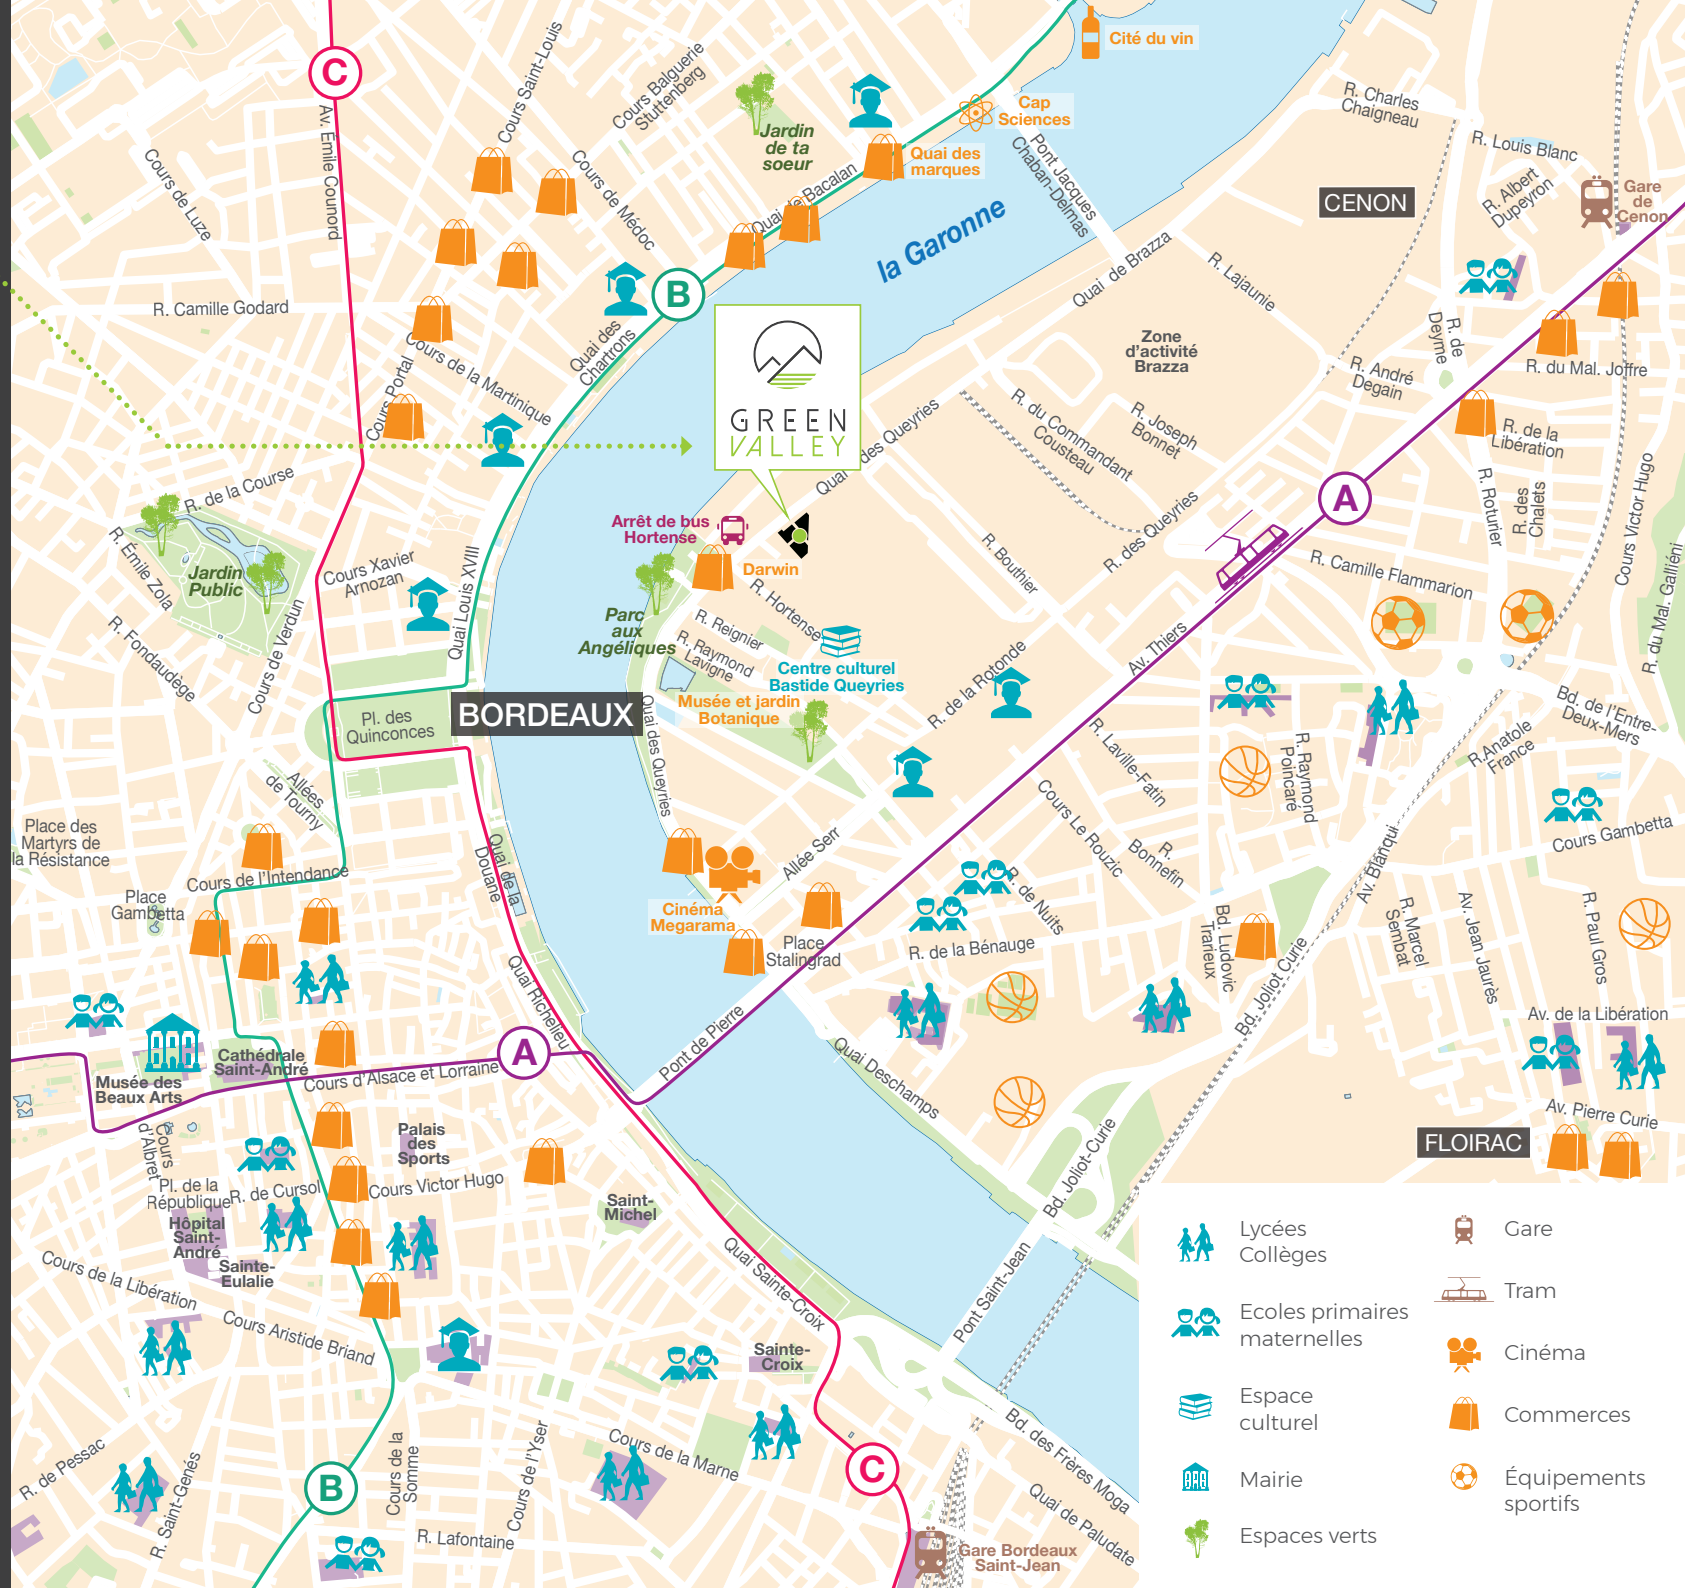 Cité du vin
C
Cours Saint-Louis
Cours Balguerie
Stuttenberg
Av. Émile Counord
Cours de Luze
Jardin
de ta
soeur
Cap
Sciences
Quai des
marques
Pont Jacques
Chaban-Delmas
R. Charles
Chaigneau
R. Louis Blanc
R. Albert
Dupeyron
Gare
de
Cenon
CENON
Cours de Médoc
Quai de Bacalan
la Garonne
Quai de Brazza
R. Lajaunie
R. Camille Godard
B
Quai des
Chartrons
Cours de la Martinique
Cours Portal
GREEN
VALLEY
Zone
d'activité
Brazza
R. de
Deyme
R. du Mal. Joffre
R. André
Degain
R. de la
Libération
R. du Commandant
Cousteau
R. Joseph
Bonnet
Quai des Queyries
R. des Queyries
A
R. Roturier
R. des
Chalets
Cours Victor Hugo
R. du Mal. Galliéni
R. de la Course
R. Émile Zola
Jardin
Public
Cours Xavier
Arnozan
Cours de Verdun
R. Fondaudège
Quai Louis XVIII
Arrêt de bus
Hortense
Darwin
R. Hortense
Parc
aux
Angéliques
R. Reignier
R. Raymond
Lavigne
Centre culturel
Bastide Queyries
Musée et jardin
Botanique
R. Bouthier
R. de la Rotonde
Av. Thiers
R. Camille Flammarion
Pl. des
Quinconces
BORDEAUX
Quai des Queyries
R. Laville-Fatin
R. Raymond
Poincaré
R.Anatole
France
Bd. de l'Entre-
Deux-Mers
Allées
de Tourny
Place des
Martyrs de
la Résistance
Cours de l'Intendance
Place
Gambetta
Quai de la
Douane
Cinéma
Megarama
Allée Serr
Place
Stalingrad
Cours Le Rouzic
R.
Bonnefin
R. de Nuits
R. de la Bénauge
Bd. Ludovic
Trarieux
Av. Blanqui
Cours Gambetta
R. Marcel
Sembat
Av. Jean Jaurès
R. Paul Gros
Bd. Joliot Curie
Av. de la Libération
Quai Richelieu
Pont de Pierre
Quai Deschamps
Cathédrale
Saint-André
A
Cours d'Alsace et Lorraine
Musée des
Beaux Arts
Cours
d'Albret
Palais
des
Sports
Av. Pierre Curie
FLOIRAC
Pl. de la
République
R. de Cursol
Cours Victor Hugo
Saint-
Michel
Bd. Joliot-Curie
Hôpital
Saint-
André
Sainte-
Eulalie
Cours de la Libération
Cours Aristide Briand
Quai Sainte-Croix
Pont Saint-Jean
Sainte-
Croix
R. de Pessac
R. Saint-Genés
B
Cours de la
Somme
Cours de l'Yser
Cours de la Marne
R. Lafontaine
C
Bd. des Frères Moga
Quai de Paludate
Gare Bordeaux
Saint-Jean
Lycées
Collèges
Ecoles primaires
maternelles
Espace
culturel
Mairie
Espaces verts
Gare
Tram
Cinéma
Commerces
Équipements
sportifs